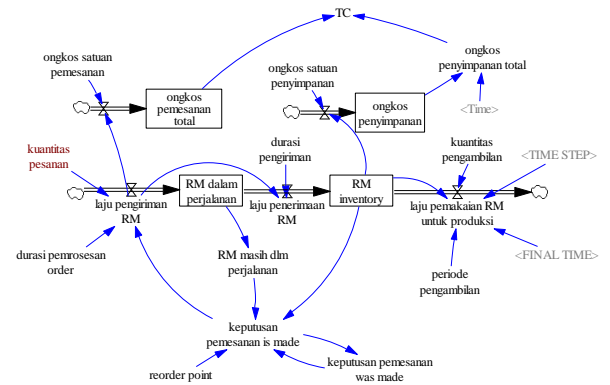 TC
ongkos satuan
pemesanan
ongkos
pemesanan
total
ongkos satuan
penyimpanan
ongkos
penyimpanan
ongkos
penyimpanan total
<Time>
kuantitas
pesanan
laju pengiriman
RM
RM dalam
perjalanan
durasi
pengiriman
laju penerimaan
RM
RM
inventory
kuantitas
pengambilan
<TIME STEP>
laju pemakaian RM
untuk produksi
durasi pemrosesan
order
RM masih dlm
perjalanan
periode
pengambilan
<FINAL TIME>
keputusan
pemesanan is made
reorder point
keputusan pemesanan
was made